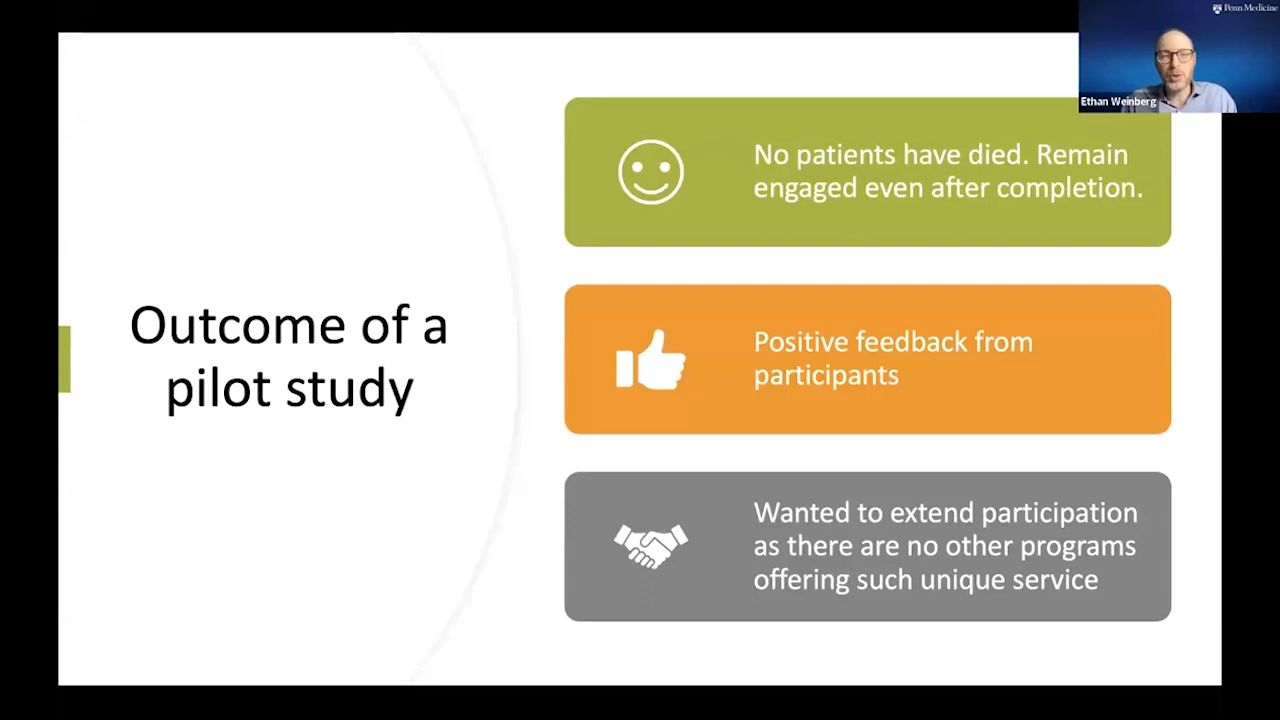 Penn Medicine
Ethan Weinberg
Outcome of a
pilot study
No patients have died. Remain
engaged even after completion.
Positive feedback from
participants
Wanted to extend participation
as there are no other programs
offering such unique service